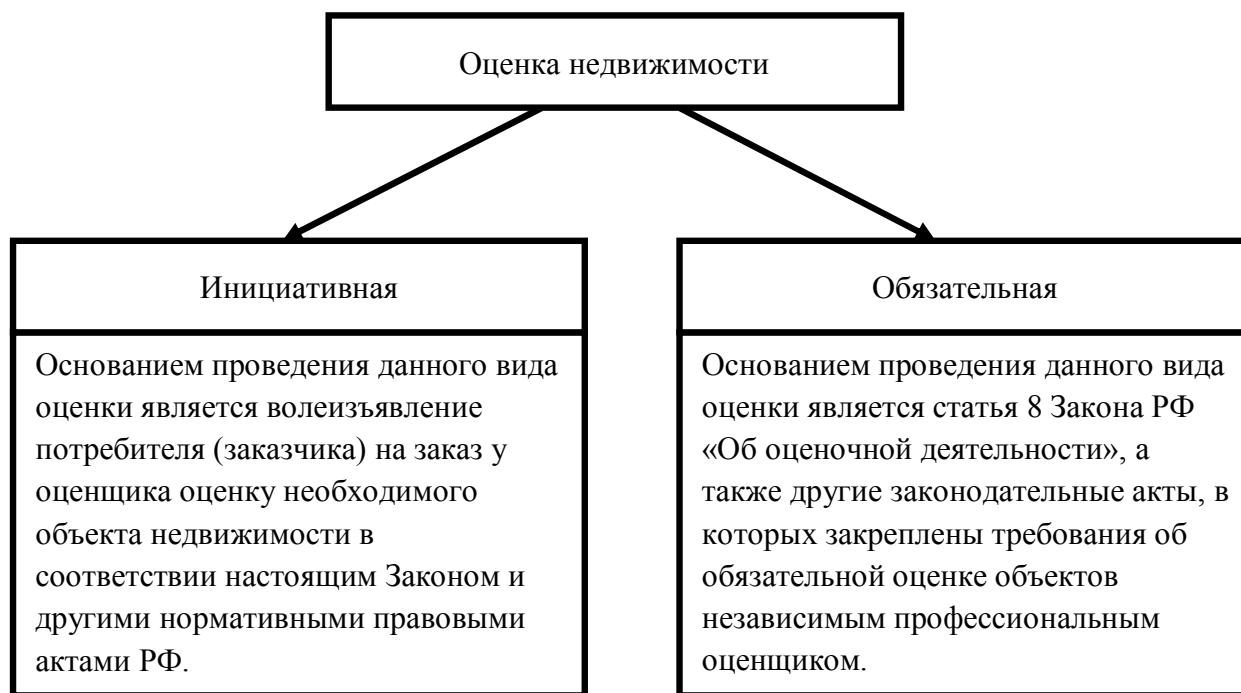 Оценка недвижимости
Инициативная
Основанием проведения данного вида
оценки является волеизъявление
потребителя (заказчика) на заказ у
оценщика оценку необходимого
объекта недвижимости в
соответствии настоящим Законом и
другими нормативными правовыми
актами РФ.
Обязательная
Основанием проведения данного вида
оценки является статья 8 Закона РФ
«Об оценочной деятельности», а
также другие законодательные акты, в
которых закреплены требования об
обязательной оценке объектов
независимым профессиональным
оценщиком.